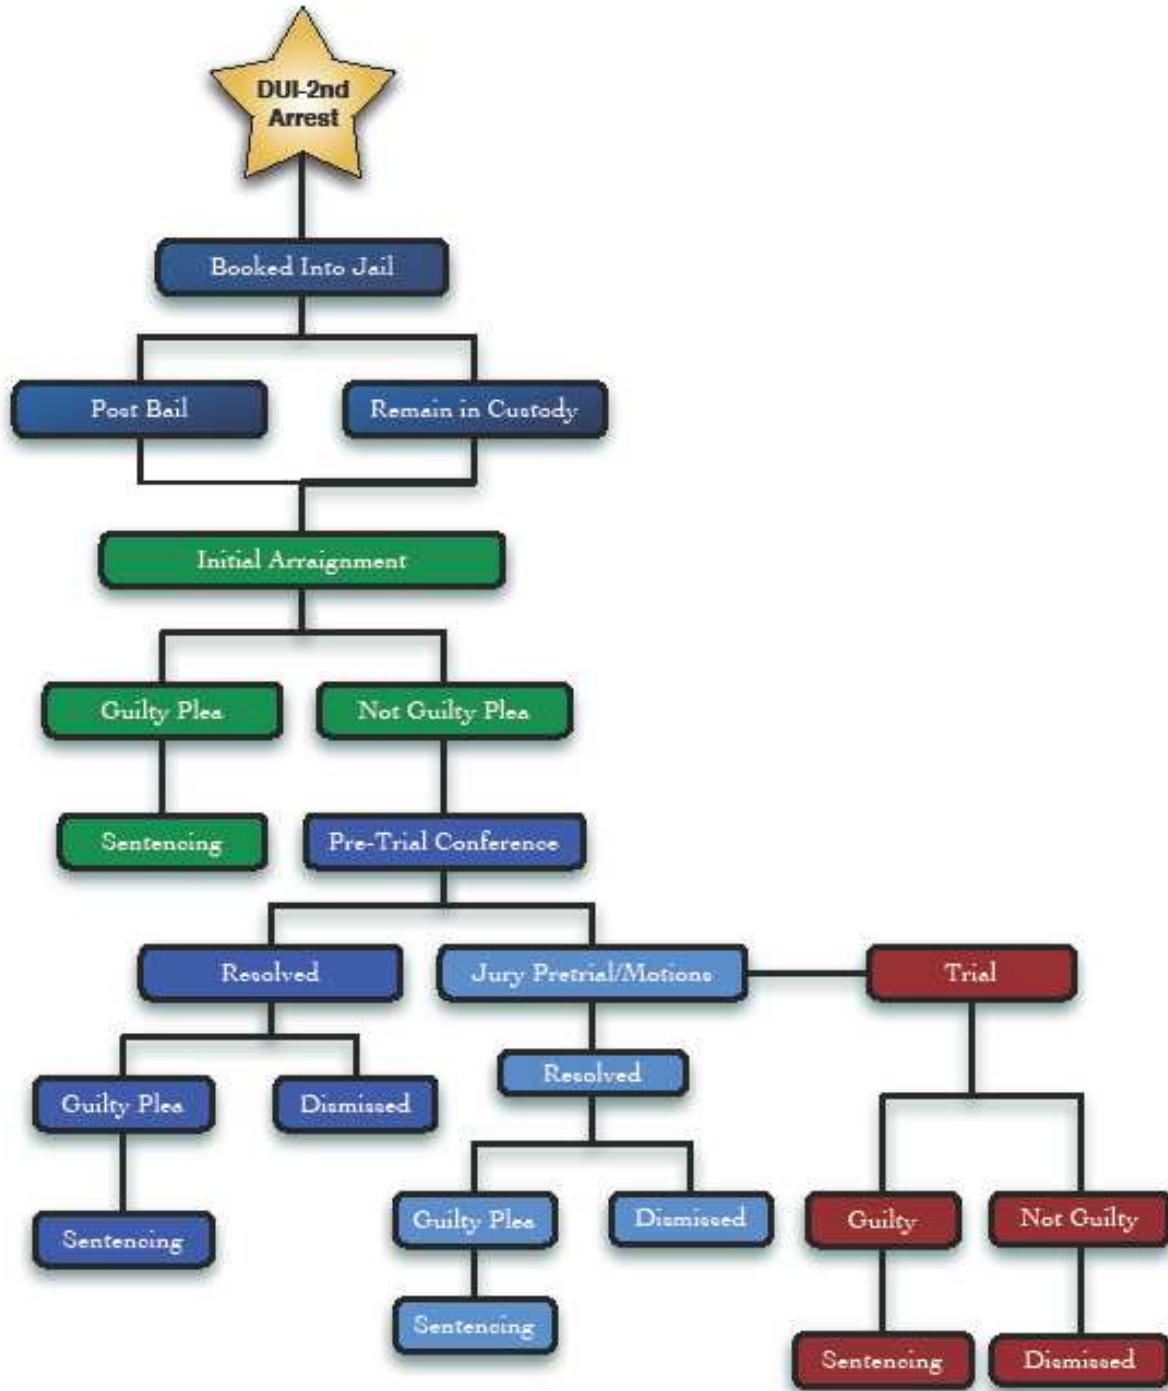 DUI-2nd
Arrest
Booked Into Jail
Post Bail
Remain in Custody
Initial Arraignment
Guilty Plea
Not Guilty Plea
Sentencing
Pre-Trial Conference
Resolved
Jury Pretrial/Motions
Trial
Resolved
Guilty Plea
Dismissed
Guilty Plea
Dismissed
Guilty
Not Guilty
Sentencing
Sentencing
Sentencing
Dismissed